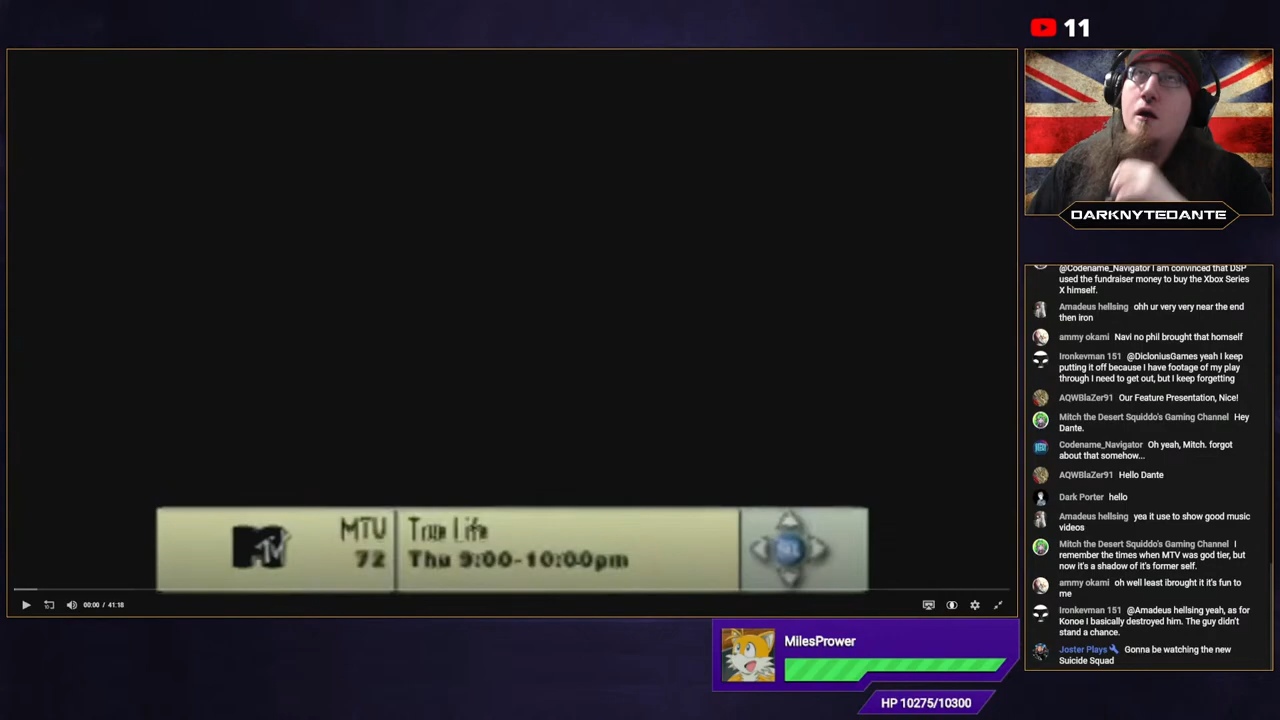 11
DARKNYTEDANTE
@Codename_Navigator I am convinced that DSP
used the fundraiser money to buy the Xbox Series
X himself.
Amadeus hellsing ohh ur very very near the end
then iron
ammy okami Navi no phil brought that homself
Ironkevman 151 @DicloniusGames yeah I keep
putting it off because I have footage of my play
through I need to get out, but I keep forgetting
AQWBlaZer91 Our Feature Presentation, Nice!
Mitch the Desert Squiddo's Gaming Channel Hey
Dante.
Codename_Navigator Oh yeah, Mitch. forgot
about that somehow...
AQWBlaZer91 Hello Dante
Dark Porter hello
Amadeus hellsing yea it use to show good music
videos
Mitch the Desert Squiddo's Gaming Channel I
remember the times when MTV was god tier, but
now it's a shadow of it's former self.
ammy okami oh well least ibrought it it's fun to
me
Ironkevman 151 @Amadeus hellsing yeah, as for
Konoe I basically destroyed him. The guy didn't
stand a chance.
Joster Plays Gonna be watching the new
Suicide Squad
MTV
MTV
72
True Life
Thu 9:00-10:00pm
SEL
00:00 / 41:18
MilesPrower
HP 10275/10300